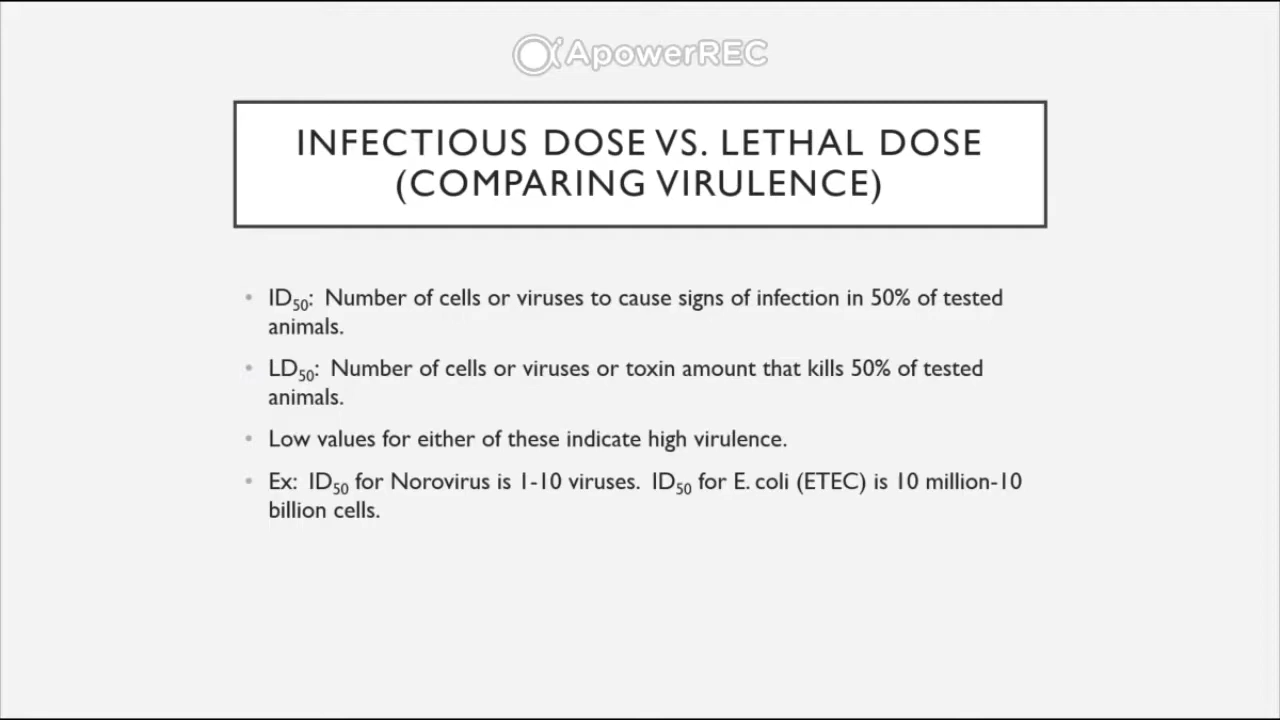 ApowerREC
INFECTIOUS DOSE VS. LETHAL DOSE
(COMPARING VIRULENCE)
• ID₅₀: Number of cells or viruses to cause signs of infection in 50% of tested
animals.
• LD₅₀: Number of cells or viruses or toxin amount that kills 50% of tested
animals.
• Low values for either of these indicate high virulence.
• Ex: ID₅₀ for Norovirus is 1-10 viruses. ID₅₀ for E. coli (ETEC) is 10 million-10
billion cells.